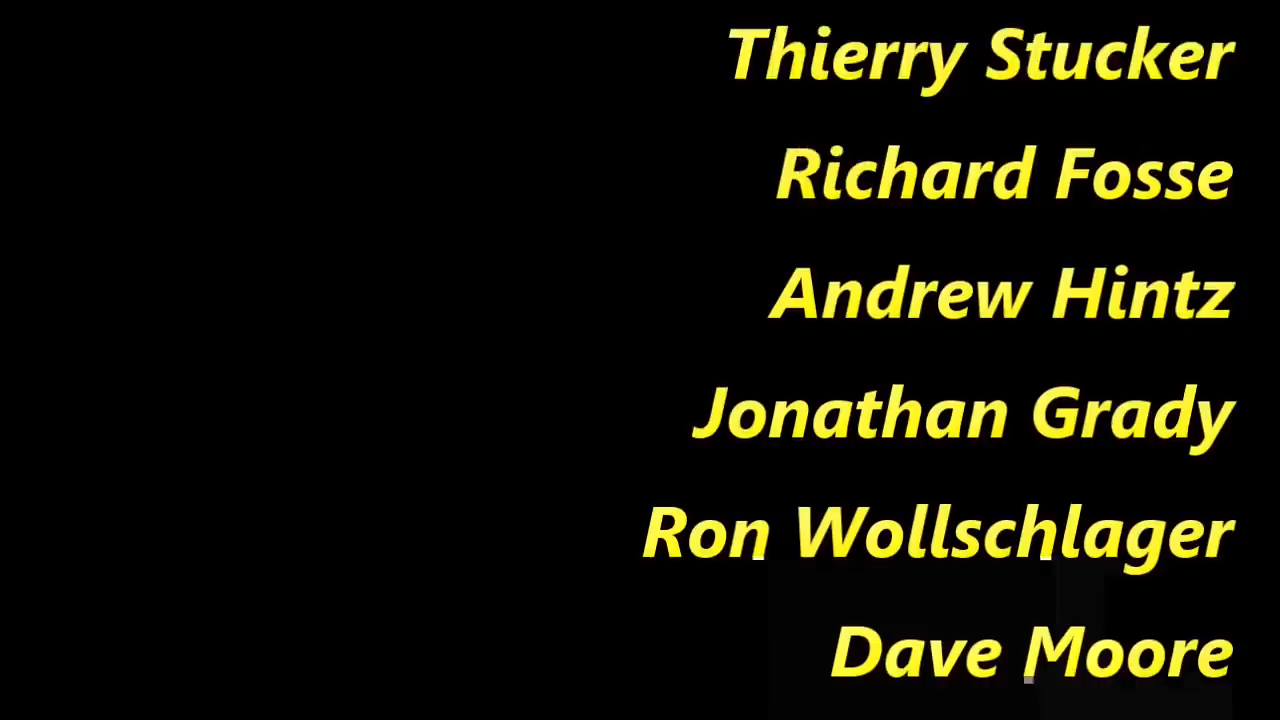 Thierry Stucker
Richard Fosse
Andrew Hintz
Jonathan Grady
Ron Wollschlager
Dave Moore